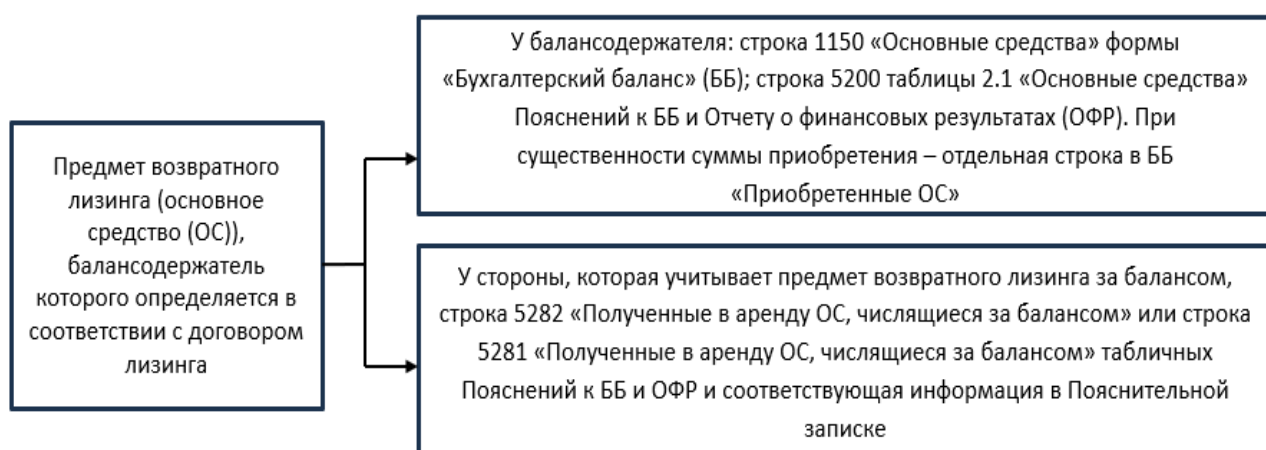 Предмет возвратного
лизинга (основное
средство (ОС)),
балансодержатель
которого определяется в
соответствии с договором
лизинга
У балансодержателя: строка 1150 «Основные средства» формы
«Бухгалтерский баланс» (ББ); строка 5200 таблицы 2.1 «Основные средства»
Пояснений к ББ и Отчету о финансовых результатах (ОФР). При
существенности суммы приобретения – отдельная строка в ББ
«Приобретенные ОС»
У стороны, которая учитывает предмет возвратного лизинга за балансом,
строка 5282 «Полученные в аренду ОС, числящиеся за балансом» или строка
5281 «Полученные в аренду ОС, числящиеся за балансом» табличных
Пояснений к ББ и ОФР и соответствующая информация в Пояснительной
записке